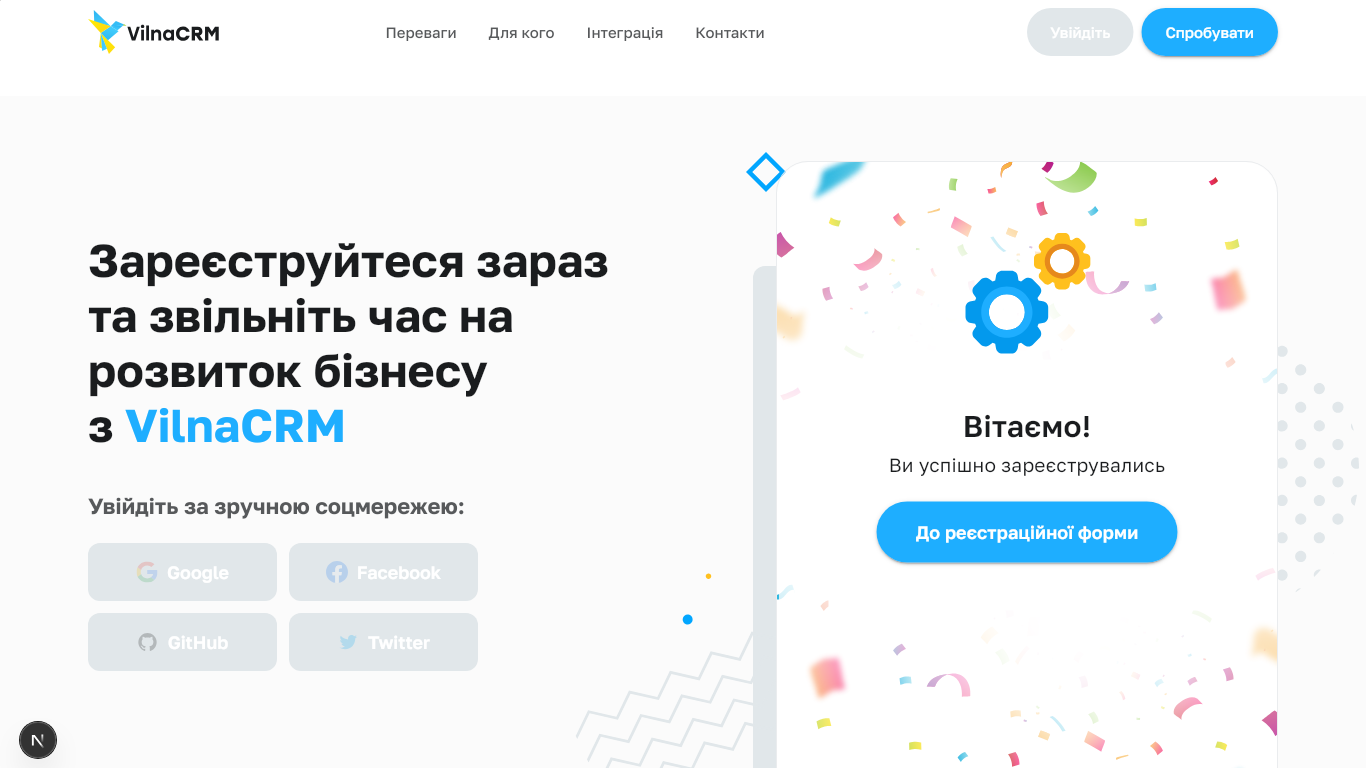 VilnaCRM
Переваги
Для кого
Інтеграція
Контакти
Увійдіть
Спробувати
Зареєструйтеся зараз
та звільніть час на
розвиток бізнесу
з VilnaCRM
Увійдіть за зручною соцмережею:
Google
Facebook
GitHub
Twitter
Вітаємо!
Ви успішно зареєструвались
До реєстраційної форми
N